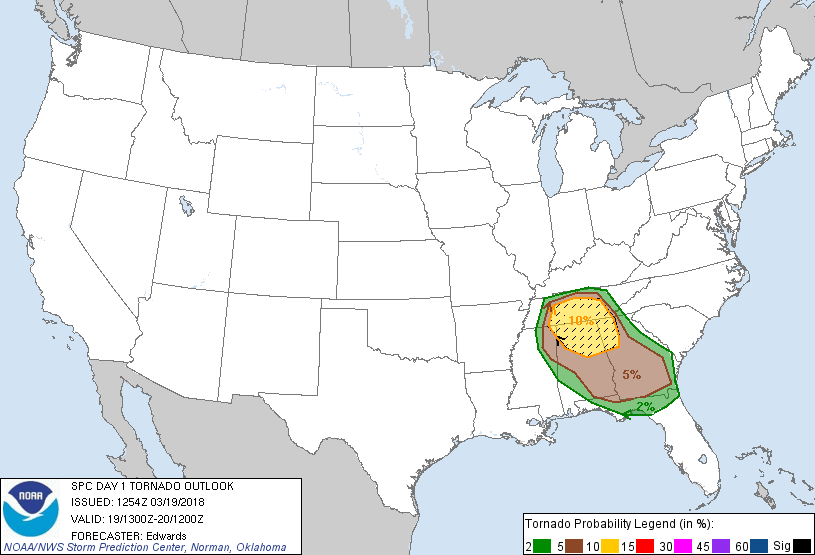 10%
5%
2%
NOAA
SPC DAY 1 TORNADO OUTLOOK
ISSUED: 1254Z 03/19/2018
VALID: 19/1300Z-20/1200Z
FORECASTER: Edwards
NOAA/NWS Storm Prediction Center, Norman, Oklahoma
Tornado Probability Legend (in %):
2 5 10 15 30 45 60 Sig